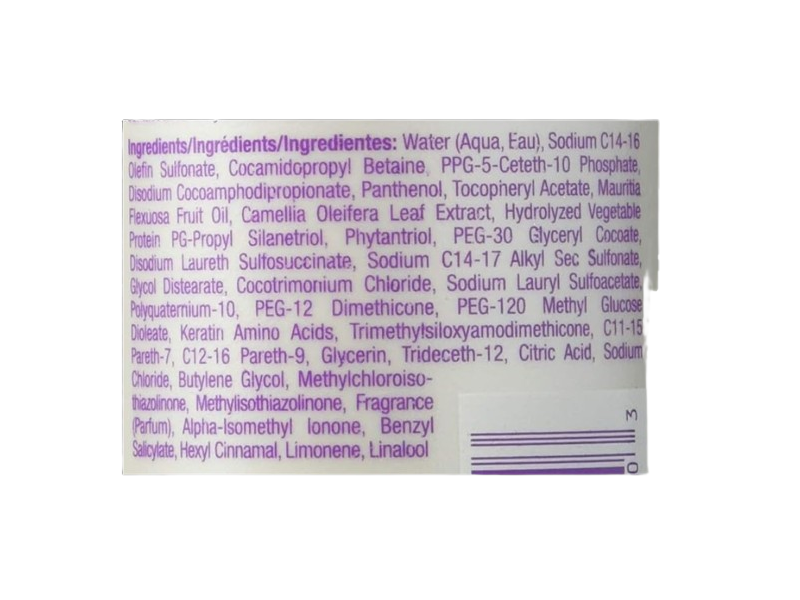 Ingredients/Ingrédients/Ingredientes: Water (Aqua, Eau), Sodium C14-16
Olefin Sulfonate, Cocamidopropyl Betaine, PPG-5-Ceteth-10 Phosphate,
Disodium Cocoamphodipropionate, Panthenol, Tocopheryl Acetate, Mauritia
Flexuosa Fruit Oil, Camellia Oleifera Leaf Extract, Hydrolyzed Vegetable
Protein PG-Propyl Silanetriol, Phytantriol, PEG-30 Glyceryl Cocoate,
Disodium Laureth Sulfosuccinate, Sodium C14-17 Alkyl Sec Sulfonate,
Glycol Distearate, Cocotrimonium Chloride, Sodium Lauryl Sulfoacetate,
Polyquaternium-10, PEG-12 Dimethicone, PEG-120 Methyl Glucose
Dioleate, Keratin Amino Acids, Trimethylsiloxyamodimethicone, C11-15
Pareth-7, C12-16 Pareth-9, Glycerin, Trideceth-12, Citric Acid, Sodium
Chloride, Butylene Glycol, Methylchloroiso-
thiazolinone, Methylisothiazolinone, Fragrance
(Parfum), Alpha-Isomethyl Ionone, Benzyl
Salicylate, Hexyl Cinnamal, Limonene, Linalool
0 3